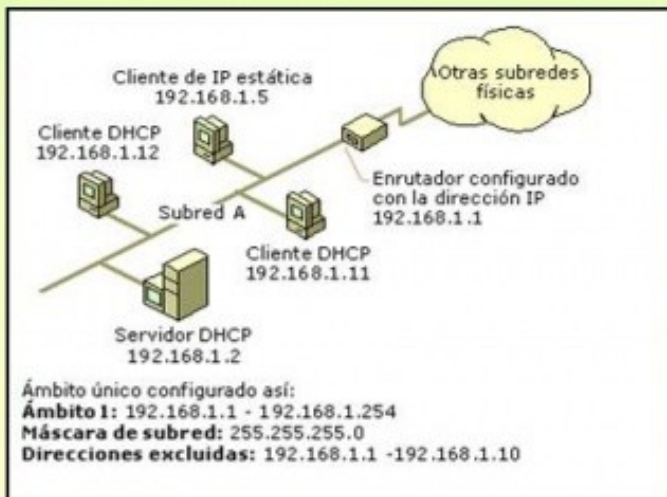 Cliente de IP estática
192.168.1.5
Otras subredes
físicas
Cliente DHCP
192.168.1.12
Enrutador configurado
con la dirección IP
192.168.1.1
Subred A
Cliente DHCP
192.168.1.11
Servidor DHCP
192.168.1.2
Ámbito único configurado así:
Ámbito 1: 192.168.1.1 - 192.168.1.254
Máscara de subred: 255.255.255.0
Direcciones excluidas: 192.168.1.1 -192.168.1.10